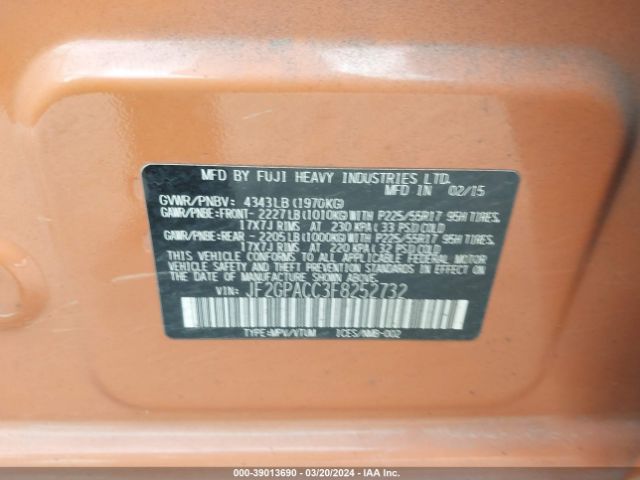 MFD BY FUJI HEAVY INDUSTRIES LTD.
MFD IN 02/15
GVWR/PNBV: 4343LB(1970KG)
GAWR/PNBE:FRONT- 2227LB(1010KG)WITH P225/55R17 95H TIRES,
17X7J RIMS AT 230 KPA( 33 PSI)COLD
GAWR/PNBE:REAR - 2205LB(1000KG)WITH P225/55R17 95H TIRES,
17X7J RIMS AT 220 KPA( 32 PSI)COLD
THIS VEHICLE CONFORMS TO ALL APPLICABLE FEDERAL MOTOR
VEHICLE SAFETY AND THEFT PREVENTION STANDARDS IN EFFECT
ON THE DATE OF MANUFACTURE SHOWN ABOVE.
VIN: JF2GPACC3F8252732
TYPE:MPV/VTUM ICES/NMB-002
IMAGE - 39013690 - 03/20/2024 - IAA Inc.